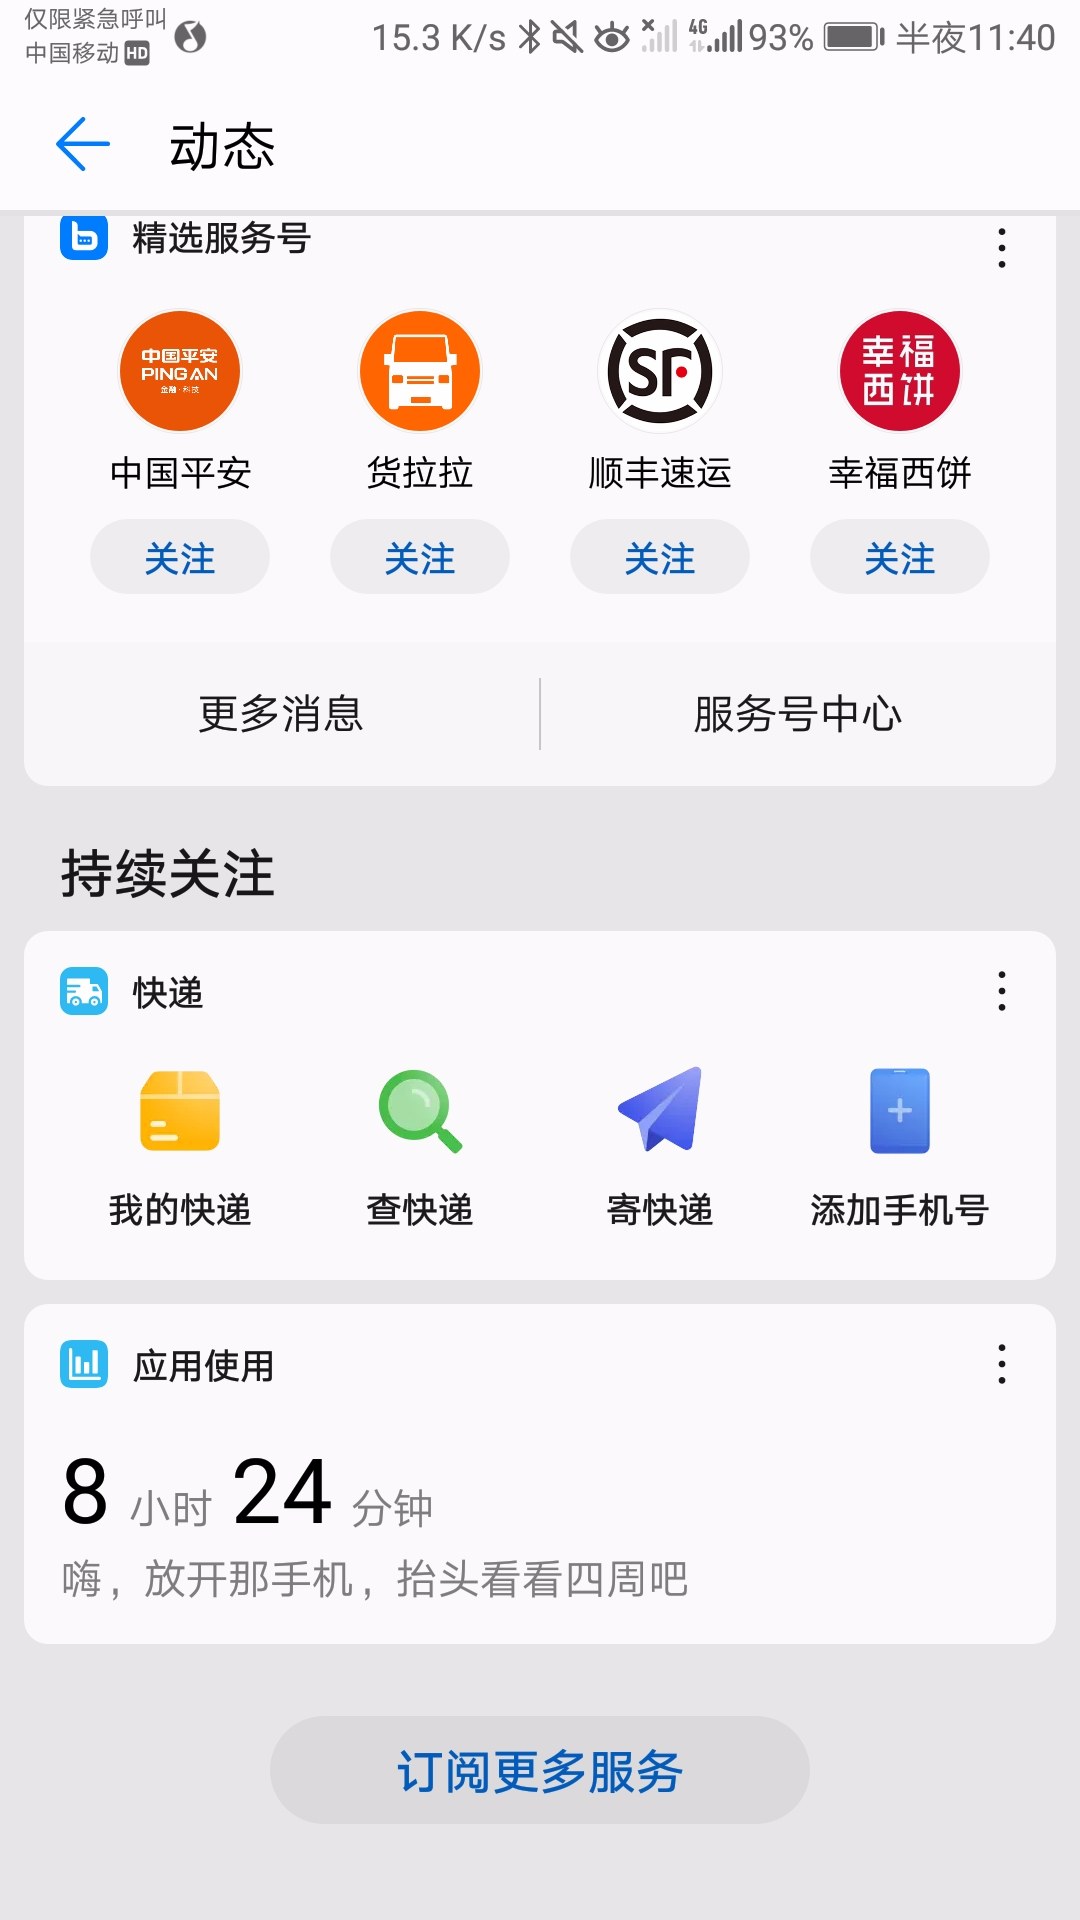 仅限紧急呼叫
中国移动 HD 15.3 K/s 4G 93% 半夜11:40
动态
精选服务号
中国平安 PING AN 金融·科技
SF
幸福西饼
中国平安 货拉拉 顺丰速运 幸福西饼
关注 关注 关注 关注
更多消息 服务号中心
持续关注
快递
我的快递 查快递 寄快递 添加手机号
应用使用
8 小时 24 分钟
嗨，放开那手机，抬头看看四周吧
订阅更多服务